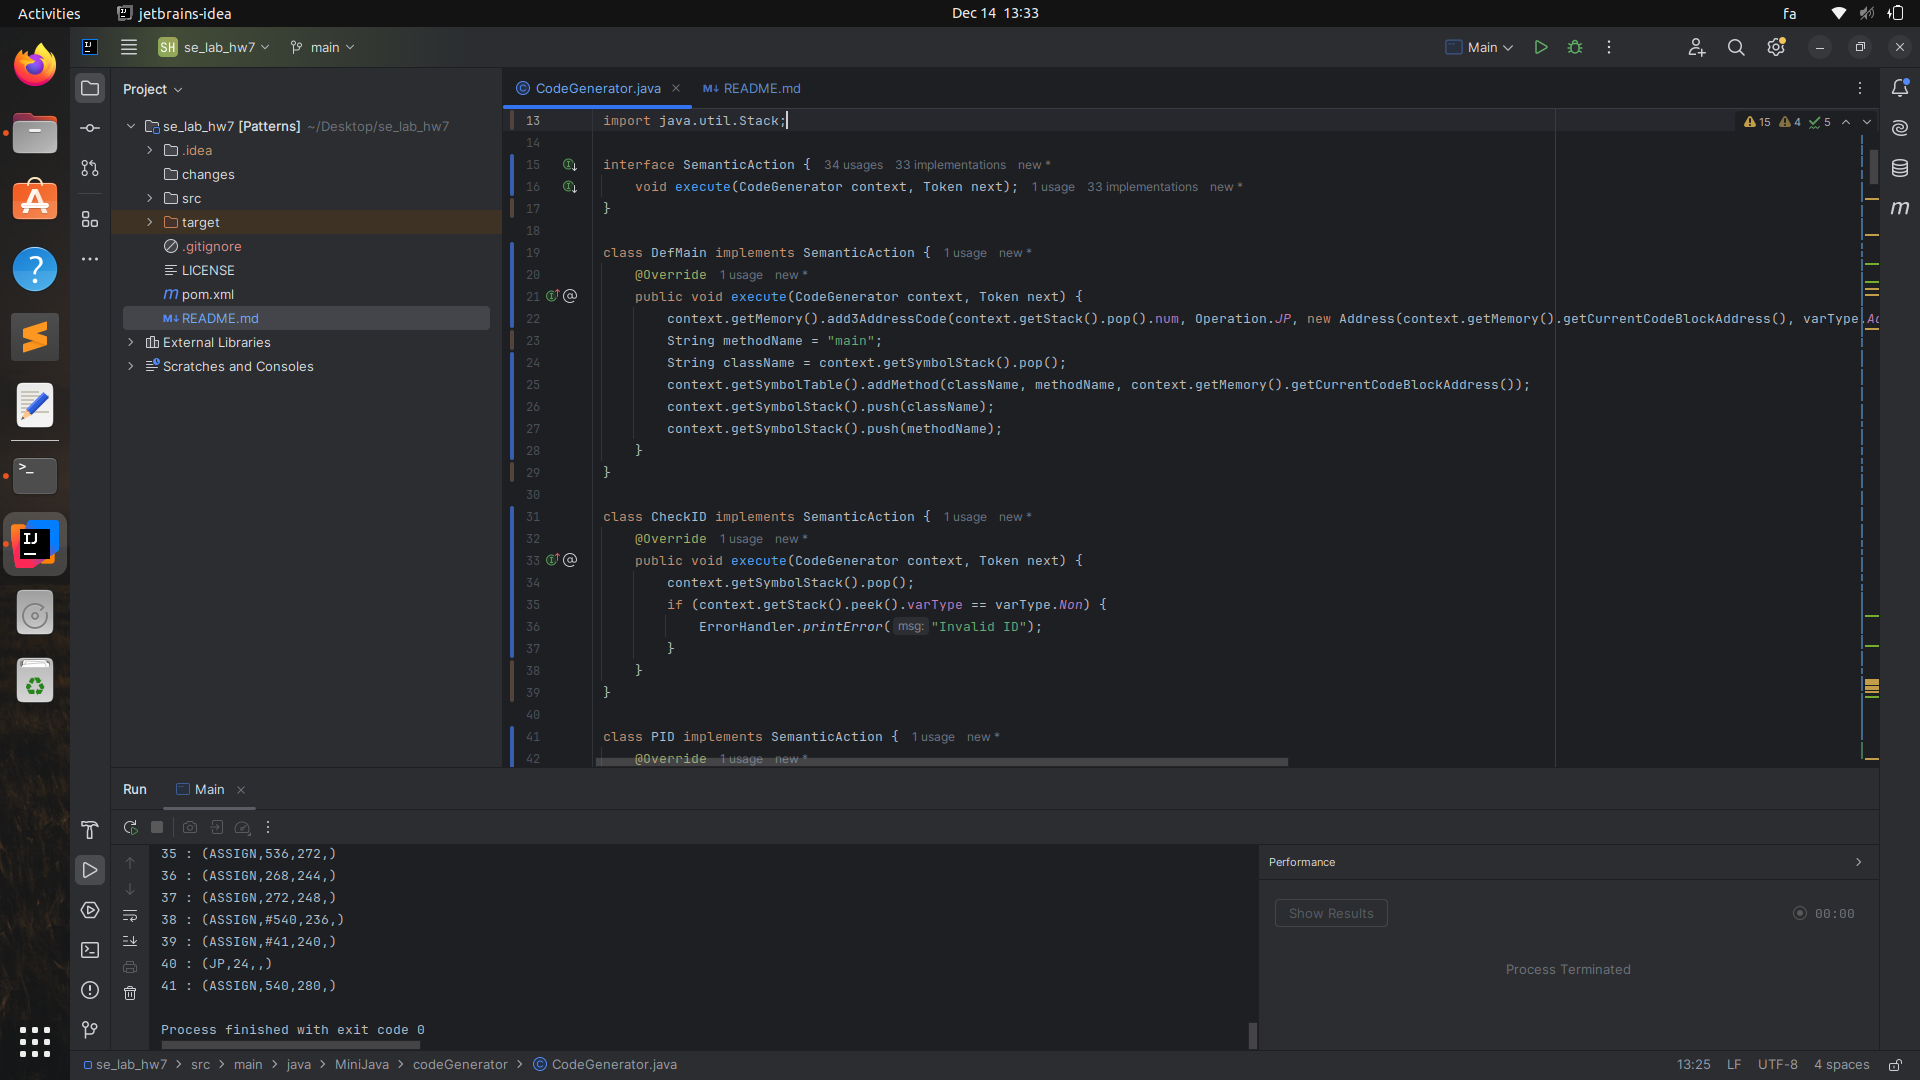 Activities jetbrains-idea Dec 14 13:33 fa
SH se_lab_hw7 main Main
Project
CodeGenerator.java README.md
se_lab_hw7 [Patterns] ~/Desktop/se_lab_hw7
.idea
changes
src
target
.gitignore
LICENSE
pom.xml
README.md
External Libraries
Scratches and Consoles
15 4 5
13 import java.util.Stack;
14
15 interface SemanticAction { 34 usages 33 implementations new *
16 void execute(CodeGenerator context, Token next); 1 usage 33 implementations new *
17 }
18
19 class DefMain implements SemanticAction { 1 usage new *
20 @Override 1 usage new *
21 public void execute(CodeGenerator context, Token next) {
22 context.getMemory().add3AddressCode(context.getStack().pop().num, Operation.JP, new Address(context.getMemory().getCurrentCodeBlockAddress(), varType.Ad
23 String methodName = "main";
24 String className = context.getSymbolStack().pop();
25 context.getSymbolTable().addMethod(className, methodName, context.getMemory().getCurrentCodeBlockAddress());
26 context.getSymbolStack().push(className);
27 context.getSymbolStack().push(methodName);
28 }
29 }
30
31 class CheckID implements SemanticAction { 1 usage new *
32 @Override 1 usage new *
33 public void execute(CodeGenerator context, Token next) {
34 context.getSymbolStack().pop();
35 if (context.getStack().peek().varType == varType.Non) {
36 ErrorHandler.printError( msg: "Invalid ID");
37 }
38 }
39 }
40
41 class PID implements SemanticAction { 1 usage new *
42 @Override 1 usage new *
Run Main
35 : (ASSIGN,536,272,)
36 : (ASSIGN,268,244,)
37 : (ASSIGN,272,248,)
38 : (ASSIGN,#540,236,)
39 : (ASSIGN,#41,240,)
40 : (JP,24,,)
41 : (ASSIGN,540,280,)
Process finished with exit code 0
Performance
Show Results 00:00
Process Terminated
se_lab_hw7 > src > main > java > MiniJava > codeGenerator > CodeGenerator.java 13:25 LF UTF-8 4 spaces